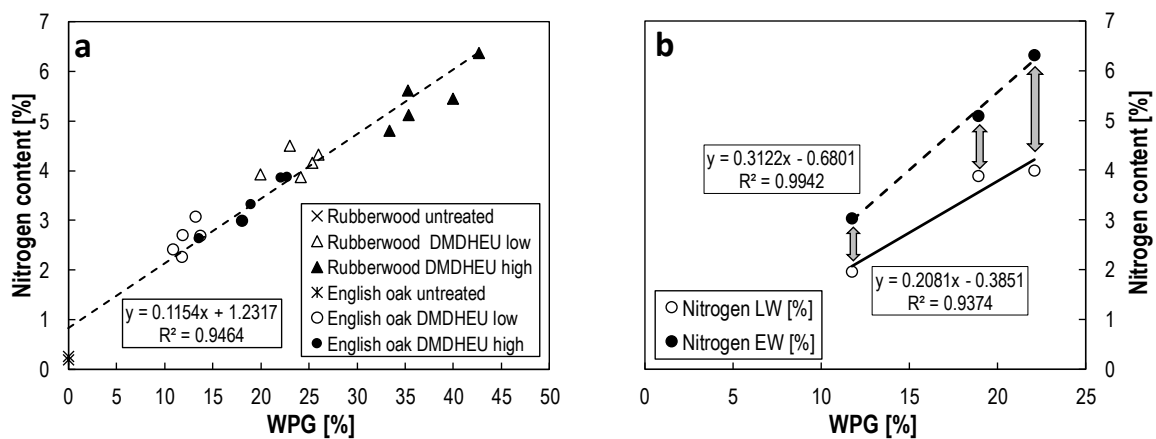 a
Nitrogen content [%]
7
6
5
4
3
2
1
0
y = 0.1154x + 1.2317
R² = 0.9464
Rubberwood untreated
Rubberwood DMDHEU low
Rubberwood DMDHEU high
English oak untreated
English oak DMDHEU low
English oak DMDHEU high
0 5 10 15 20 25 30 35 40 45 50
WPG [%]
b
y = 0.3122x - 0.6801
R² = 0.9942
y = 0.2081x - 0.3851
R² = 0.9374
Nitrogen LW [%]
Nitrogen EW [%]
7
6
5
4
3
2
1
0
Nitrogen content [%]
0 5 10 15 20 25
WPG [%]